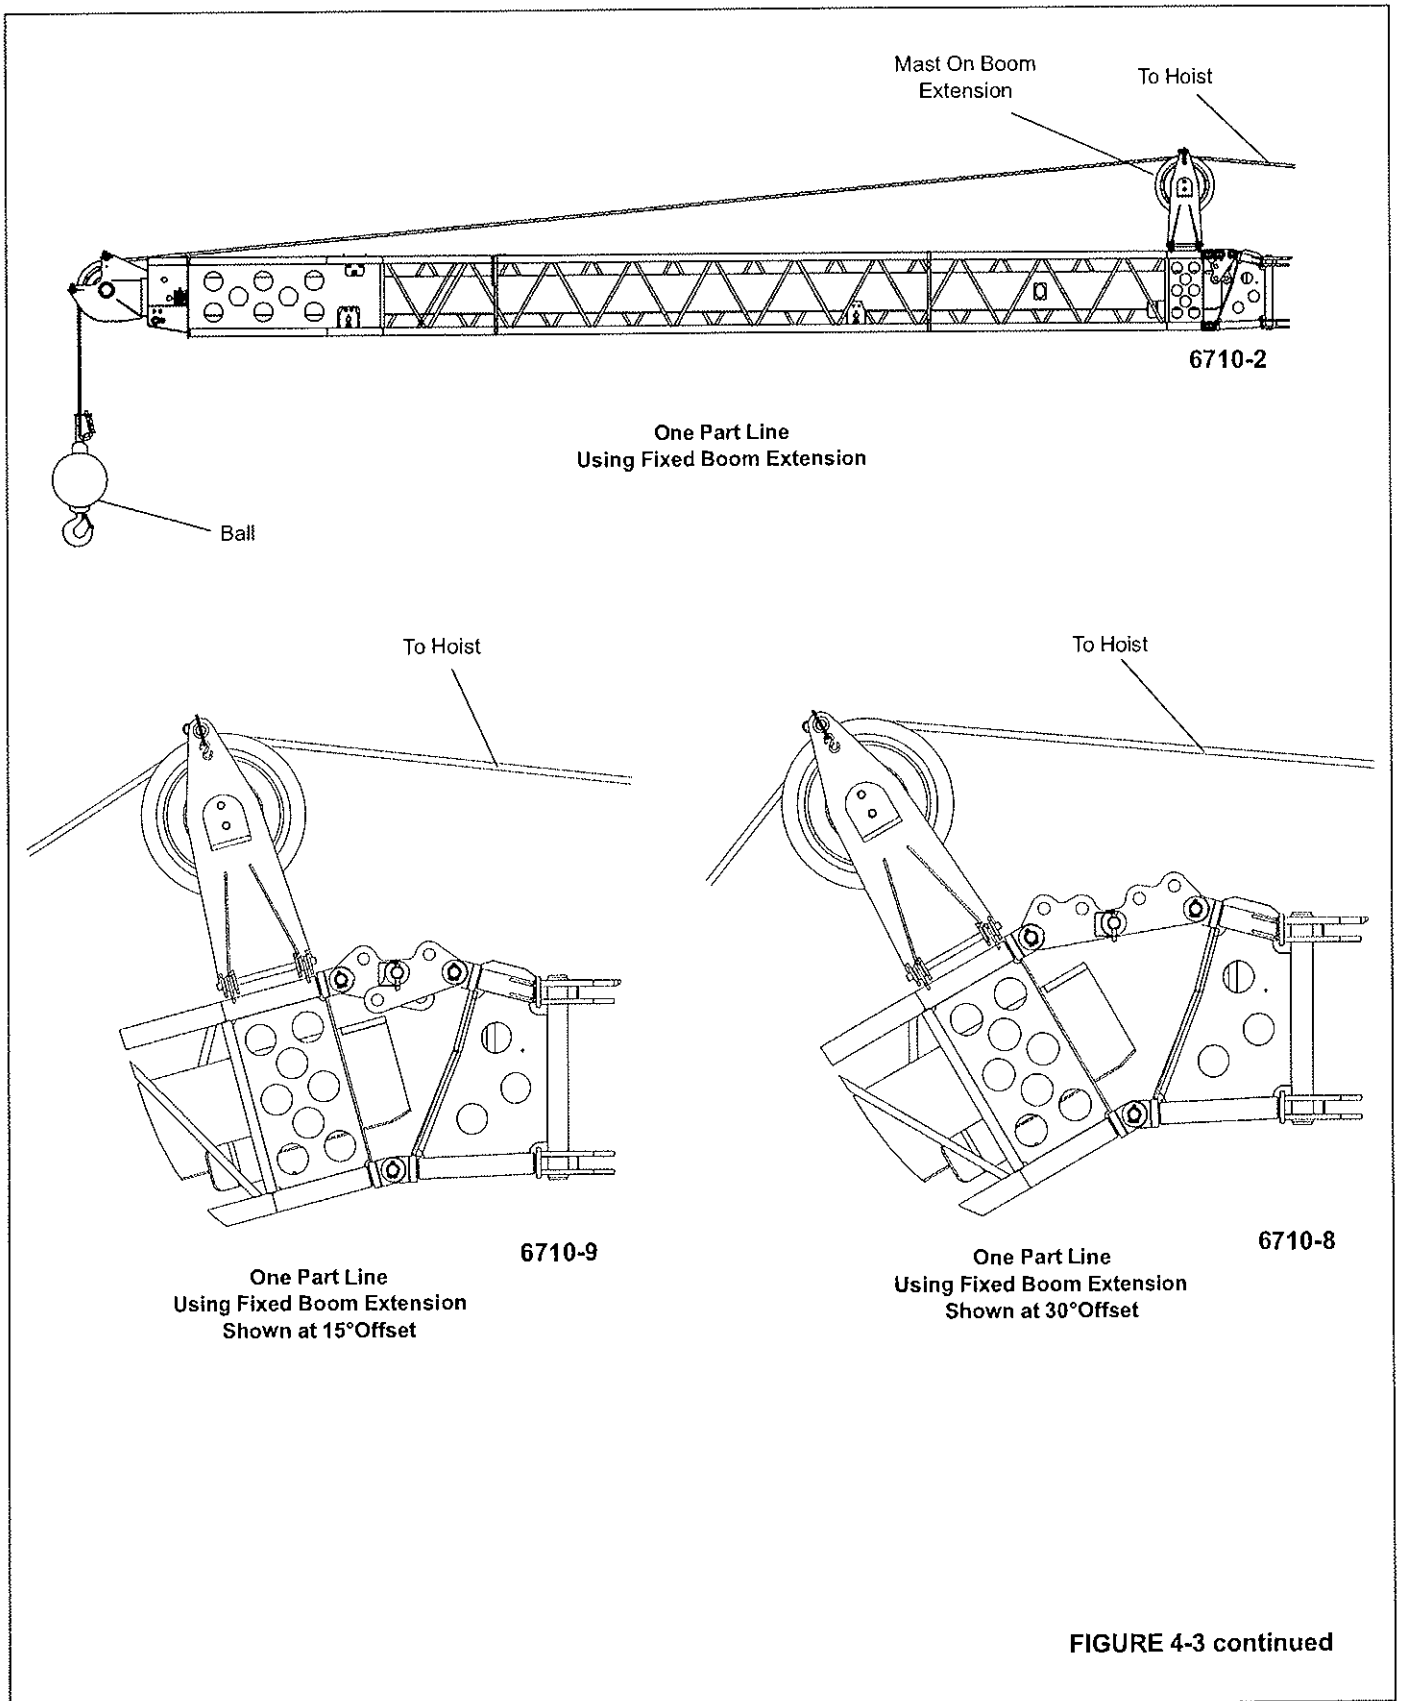 Mast On Boom
Extension
To Hoist
6710-2
One Part Line
Using Fixed Boom Extension
Ball
To Hoist
To Hoist
6710-9
One Part Line
Using Fixed Boom Extension
Shown at 15°Offset
6710-8
One Part Line
Using Fixed Boom Extension
Shown at 30°Offset
FIGURE 4-3 continued